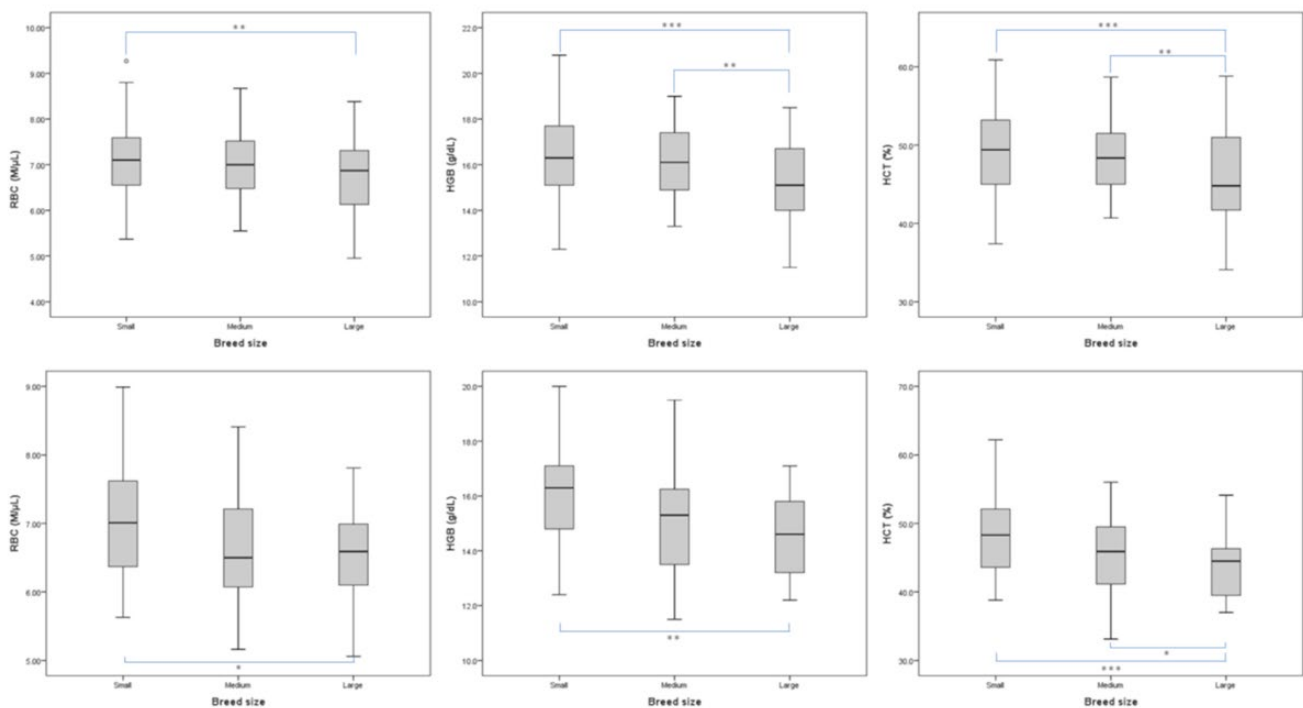 **
10.00
9.00
8.00
7.00
6.00
5.00
4.00
RBC (M/µL)
Small Medium Large
Breed size
***
**
22.0
20.0
18.0
16.0
14.0
12.0
10.0
HGB (g/dL)
Small Medium Large
Breed size
***
**
60.0
50.0
40.0
30.0
HCT (%)
Small Medium Large
Breed size
9.00
8.00
7.00
6.00
5.00
RBC (M/µL)
*
Small Medium Large
Breed size
20.0
18.0
16.0
14.0
12.0
10.0
HGB (g/dL)
**
Small Medium Large
Breed size
70.0
60.0
50.0
40.0
30.0
HCT (%)
*
***
Small Medium Large
Breed size